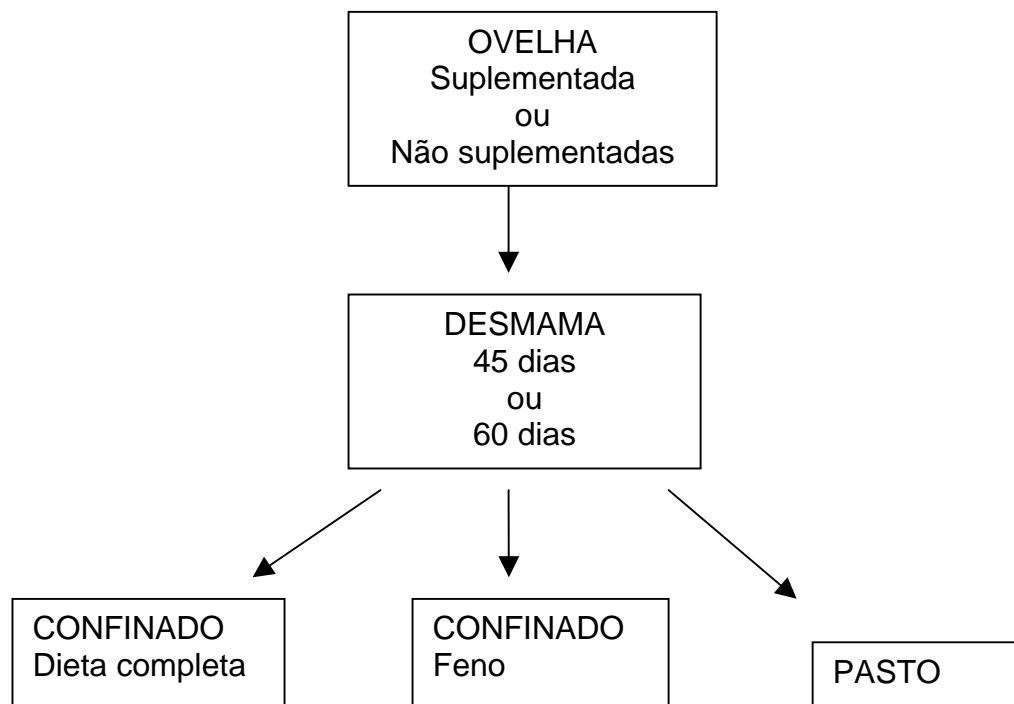 OVELHA
Suplementada
ou
Não suplementadas
DESMAMA
45 dias
ou
60 dias
CONFINADO
Dieta completa
CONFINADO
Feno
PASTO